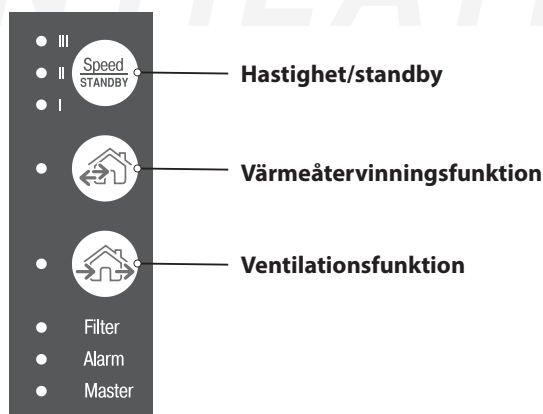 III
II
I
Speed
STANDBY
Hastighet/standby
Värmeåtervinningsfunktion
Ventilationsfunktion
Filter
Alarm
Master